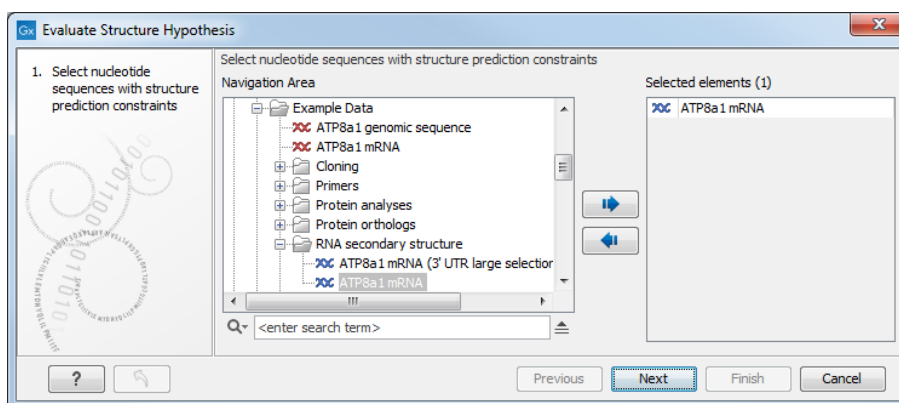 Gx Evaluate Structure Hypothesis
Select nucleotide sequences with structure prediction constraints
1. Select nucleotide
sequences with structure
prediction constraints
Navigation Area
Selected elements (1)
Example Data
ATP8a1 genomic sequence
ATP8a1 mRNA
Cloning
Primers
Protein analyses
Protein orthologs
RNA secondary structure
ATP8a1 mRNA (3' UTR large selection
ATP8a1 mRNA
ATP8a1 mRNA
<enter search term>
?
Previous
Next
Finish
Cancel